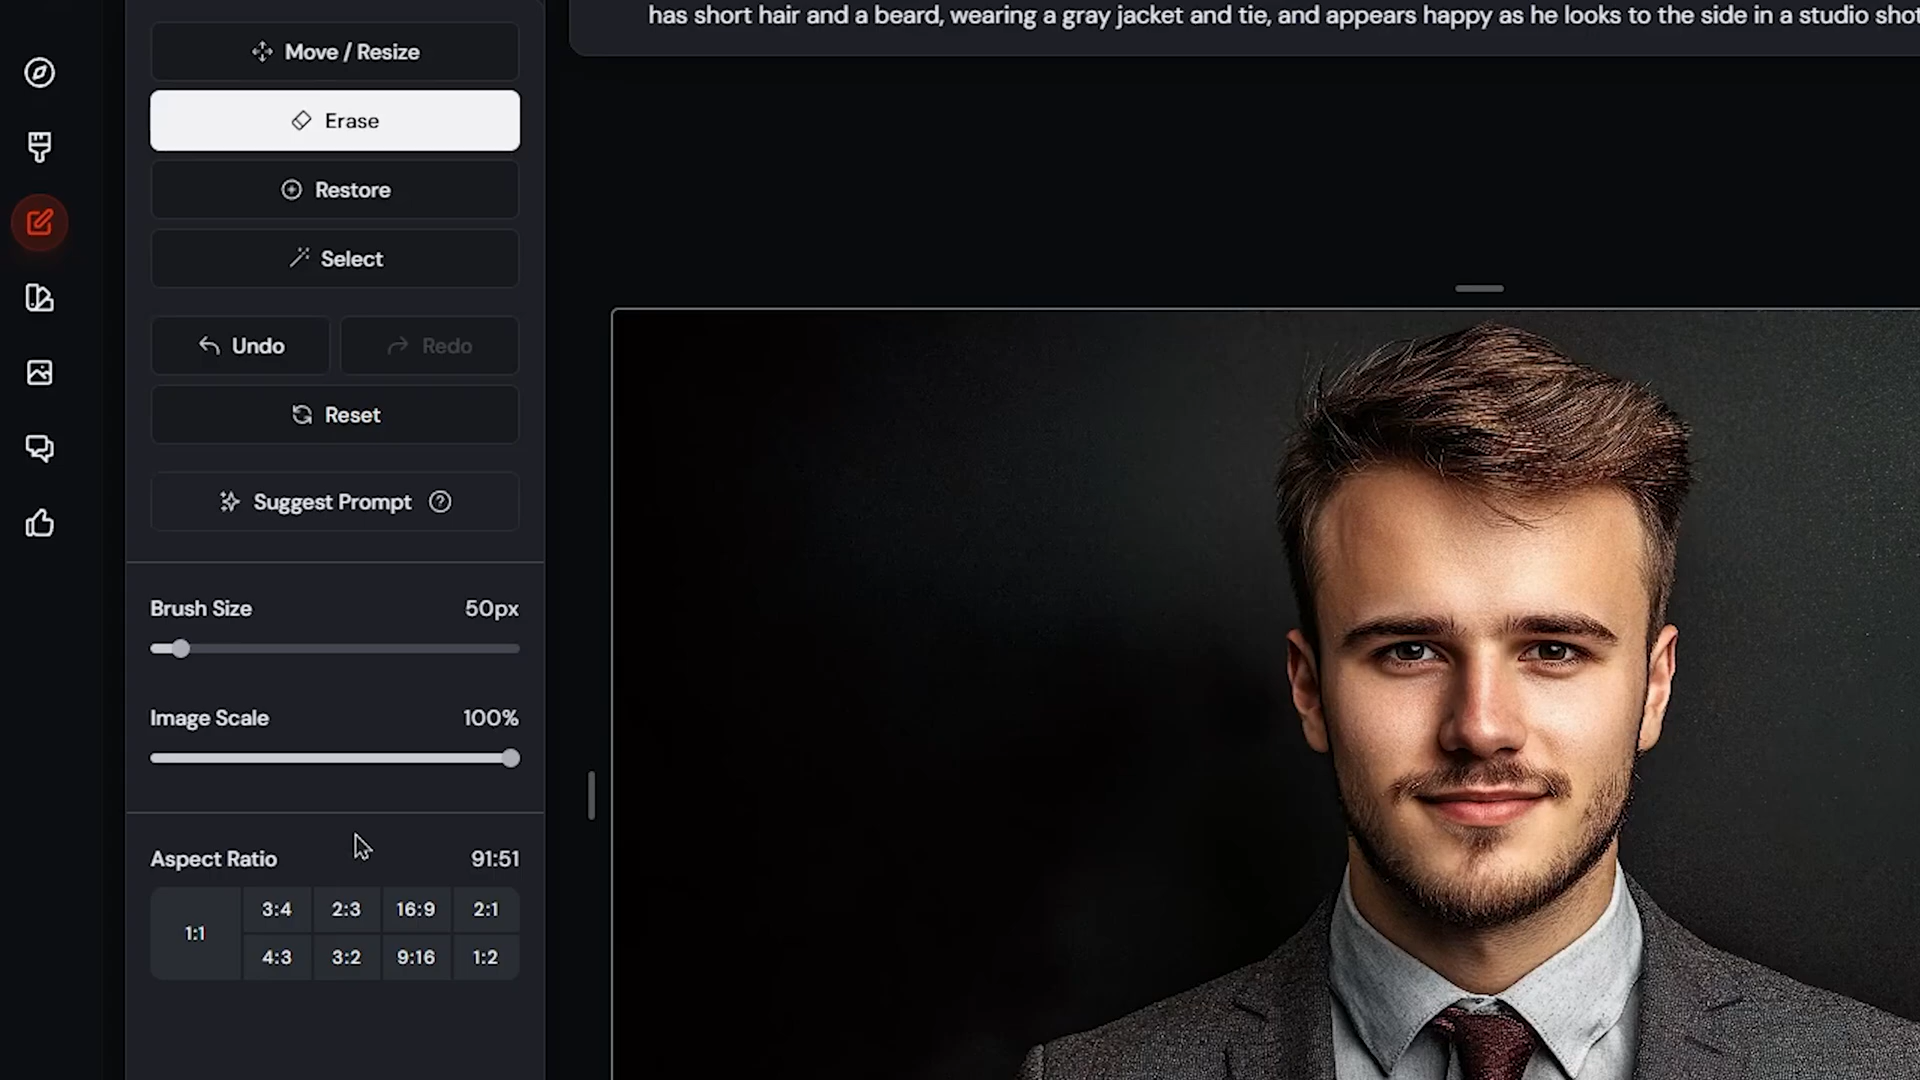 has short hair and a beard, wearing a gray jacket and tie, and appears happy as he looks to the side in a studio shot
Move / Resize
Erase
Restore
Select
Undo
Redo
Reset
Suggest Prompt
Brush Size 50px
Image Scale 100%
Aspect Ratio 91:51
1:1
3:4 2:3 16:9 2:1
4:3 3:2 9:16 1:2